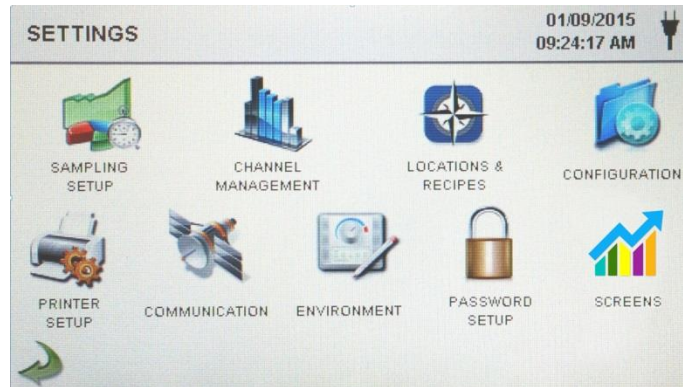 SETTINGS
01/09/2015
09:24:17 AM
SAMPLING
SETUP
CHANNEL
MANAGEMENT
LOCATIONS &
RECIPES
CONFIGURATION
PRINTER
SETUP
COMMUNICATION
ENVIRONMENT
PASSWORD
SETUP
SCREENS